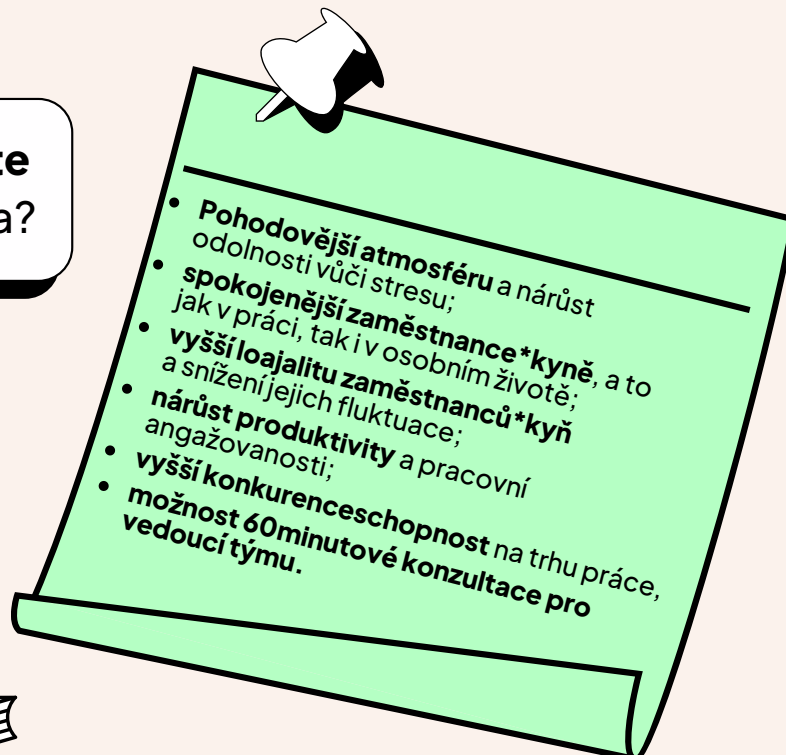 te
a?
• Pohodovější atmosféru a nárůst
odolnosti vůči stresu;
• spokojenější zaměstnance*kyně, a to
jak v práci, tak i v osobním životě;
• vyšší loajalitu zaměstnanců*kyň
a snížení jejich fluktuace;
• nárůst produktivity a pracovní
angažovanosti;
• vyšší konkurenceschopnost na trhu práce,
• možnost 60minutové konzultace pro
vedoucí týmu.